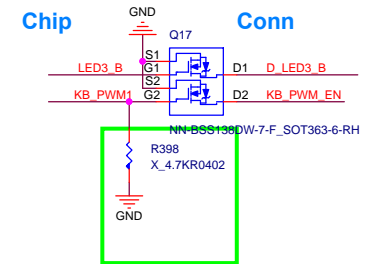 GND
Chip
Conn
Q17
S1
LED3_B G1 D1 D_LED3_B
S2
KB_PWM1 G2 D2 KB_PWM_EN
NN-BSS138DW-7-F_SOT363-6-RH
R398
X_4.7KR0402
GND